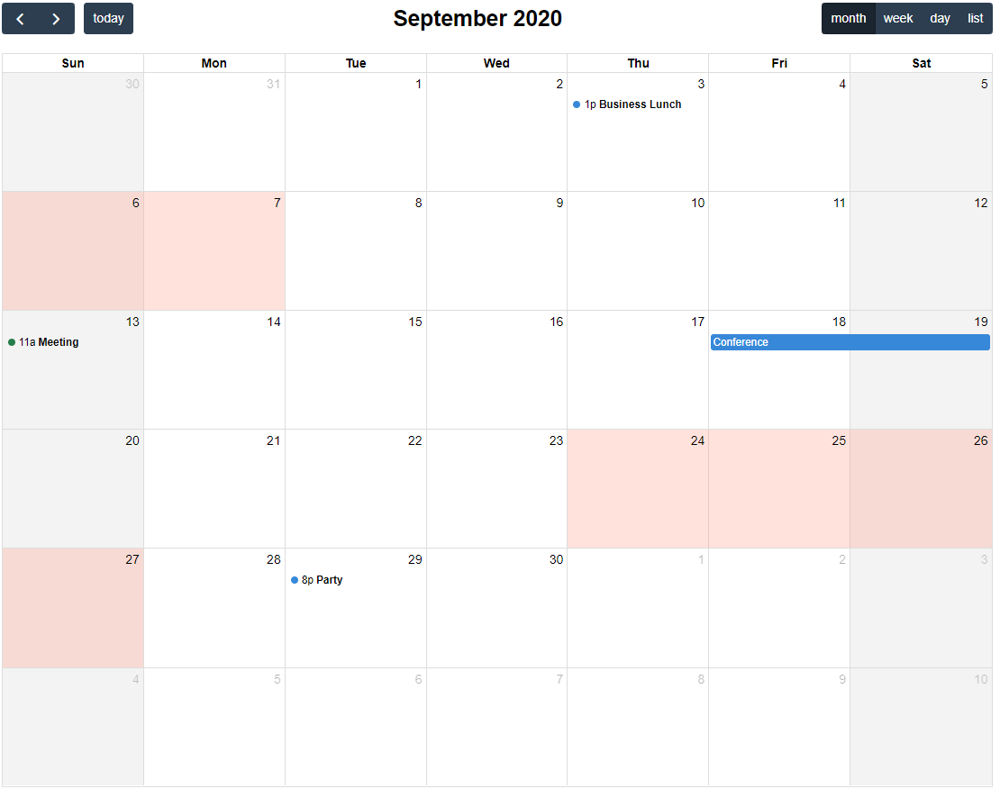 today September 2020 month week day list
Sun Mon Tue Wed Thu Fri Sat
30 31 1 2 3 4 5
1p Business Lunch
6 7 8 9 10 11 12
13 14 15 16 17 18 19
11a Meeting Conference
20 21 22 23 24 25 26
27 28 29 30 1 2 3
8p Party
4 5 6 7 8 9 10